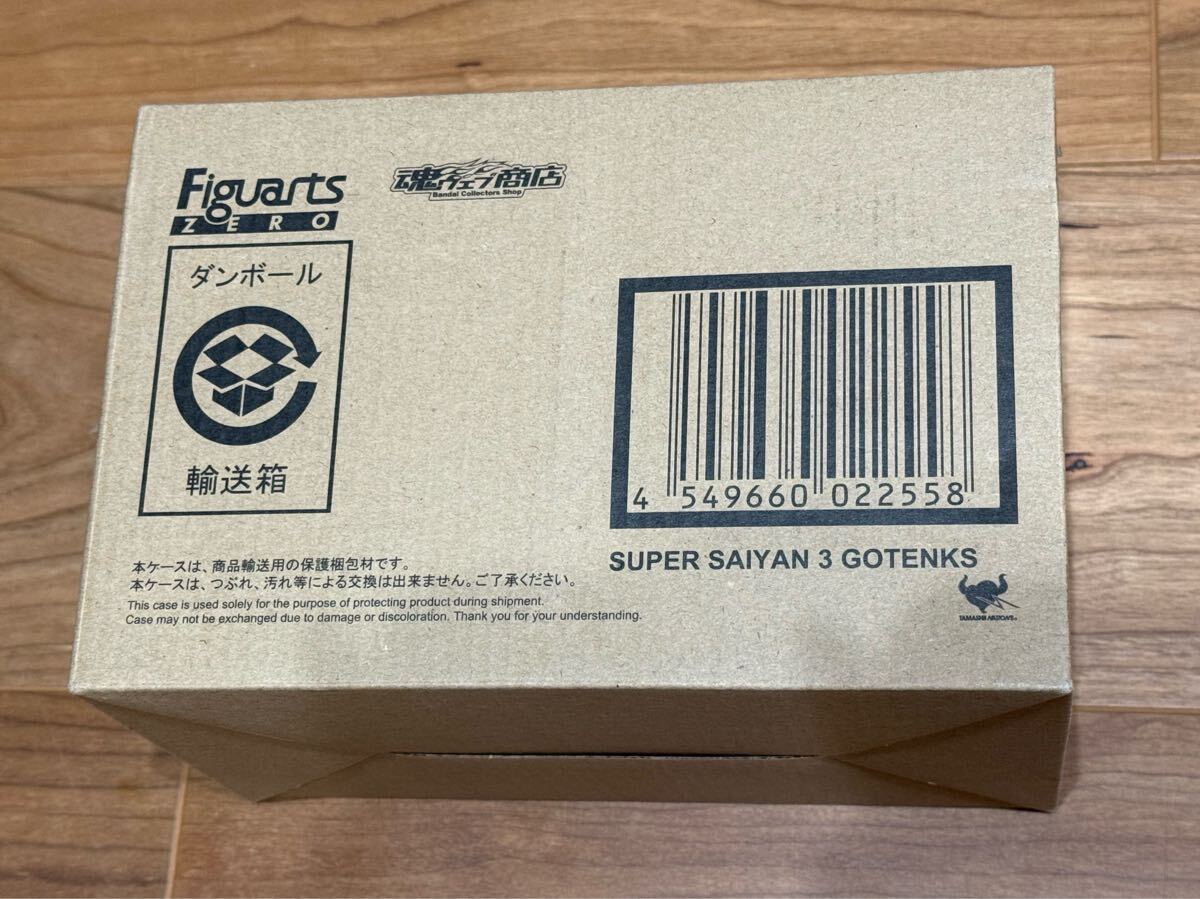 Figuarts
ZERO
魂ウェブ商店
Bandai Collectors Shop
ダンボール
輸送箱
4 549660 022558
SUPER SAIYAN 3 GOTENKS
本ケースは、商品輸送用の保護梱包材です。
本ケースは、つぶれ、汚れ等による交換は出来ません。ご了承ください。
This case is used solely for the purpose of protecting product during shipment.
Case may not be exchanged due to damage or discoloration. Thank you for your understanding.
TAMASHII NATIONS